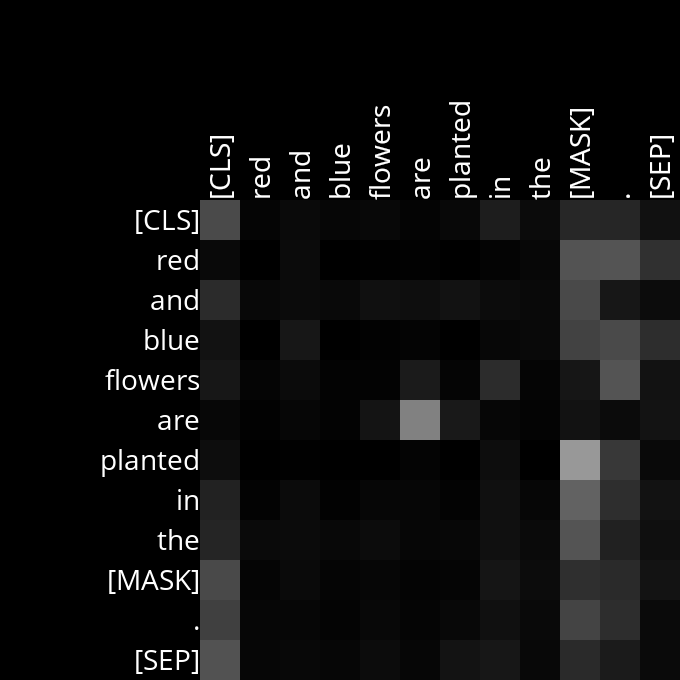 [CLS] red and blue flowers are planted in the [MASK] . [SEP]
[CLS]
red
and
blue
flowers
are
planted
in
the
[MASK]
.
[SEP]